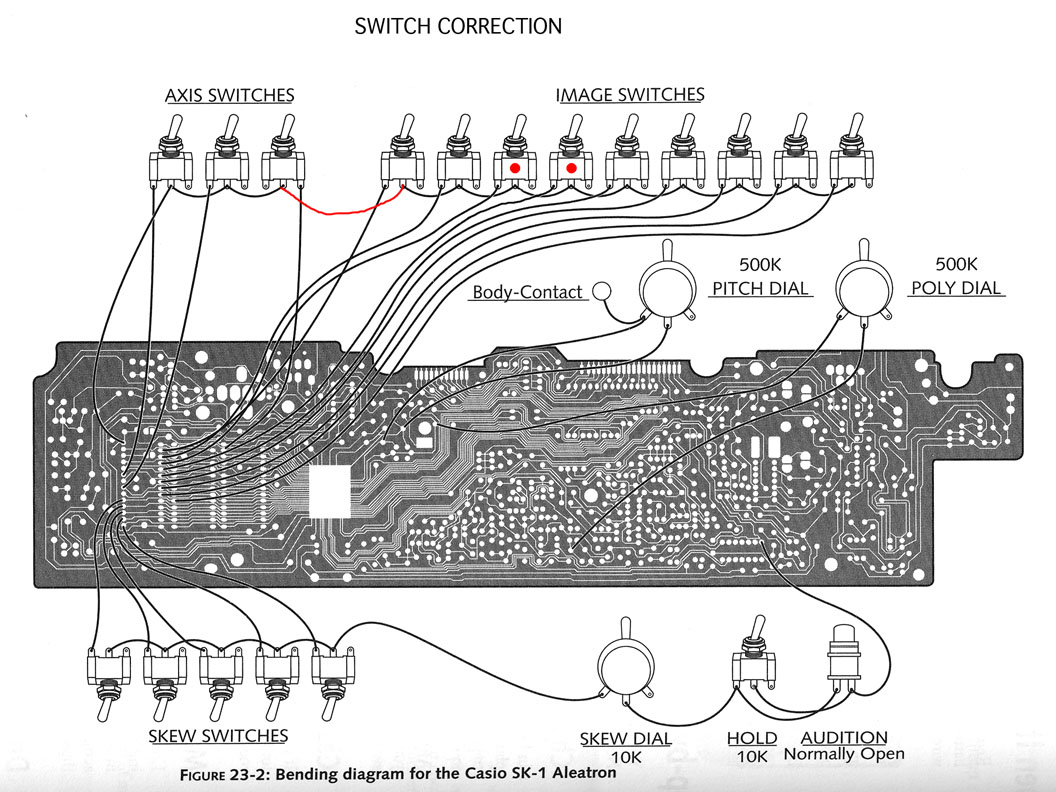 SWITCH CORRECTION
AXIS SWITCHES
IMAGE SWITCHES
Body-Contact
500K
PITCH DIAL
500K
POLY DIAL
SKEW SWITCHES
SKEW DIAL
10K
HOLD
10K
AUDITION
Normally Open
FIGURE 23-2: Bending diagram for the Casio SK-1 Aleatron